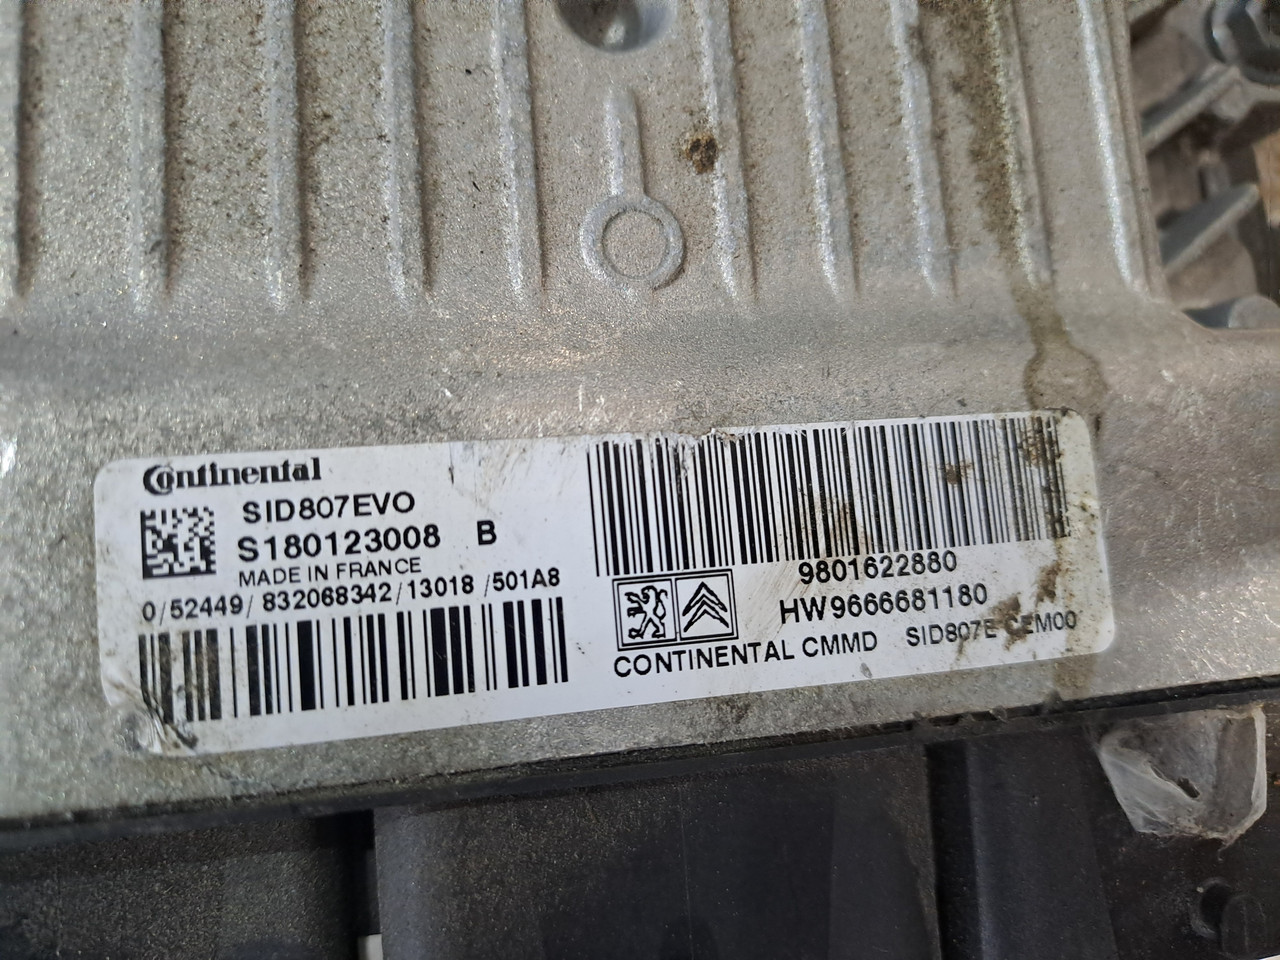 Continental
SID807EVO
S180123008 B
MADE IN FRANCE
0/52449/832068342/13018/501A8
9801622880
HW9666681180
CONTINENTAL CMMD SID807E CEM00